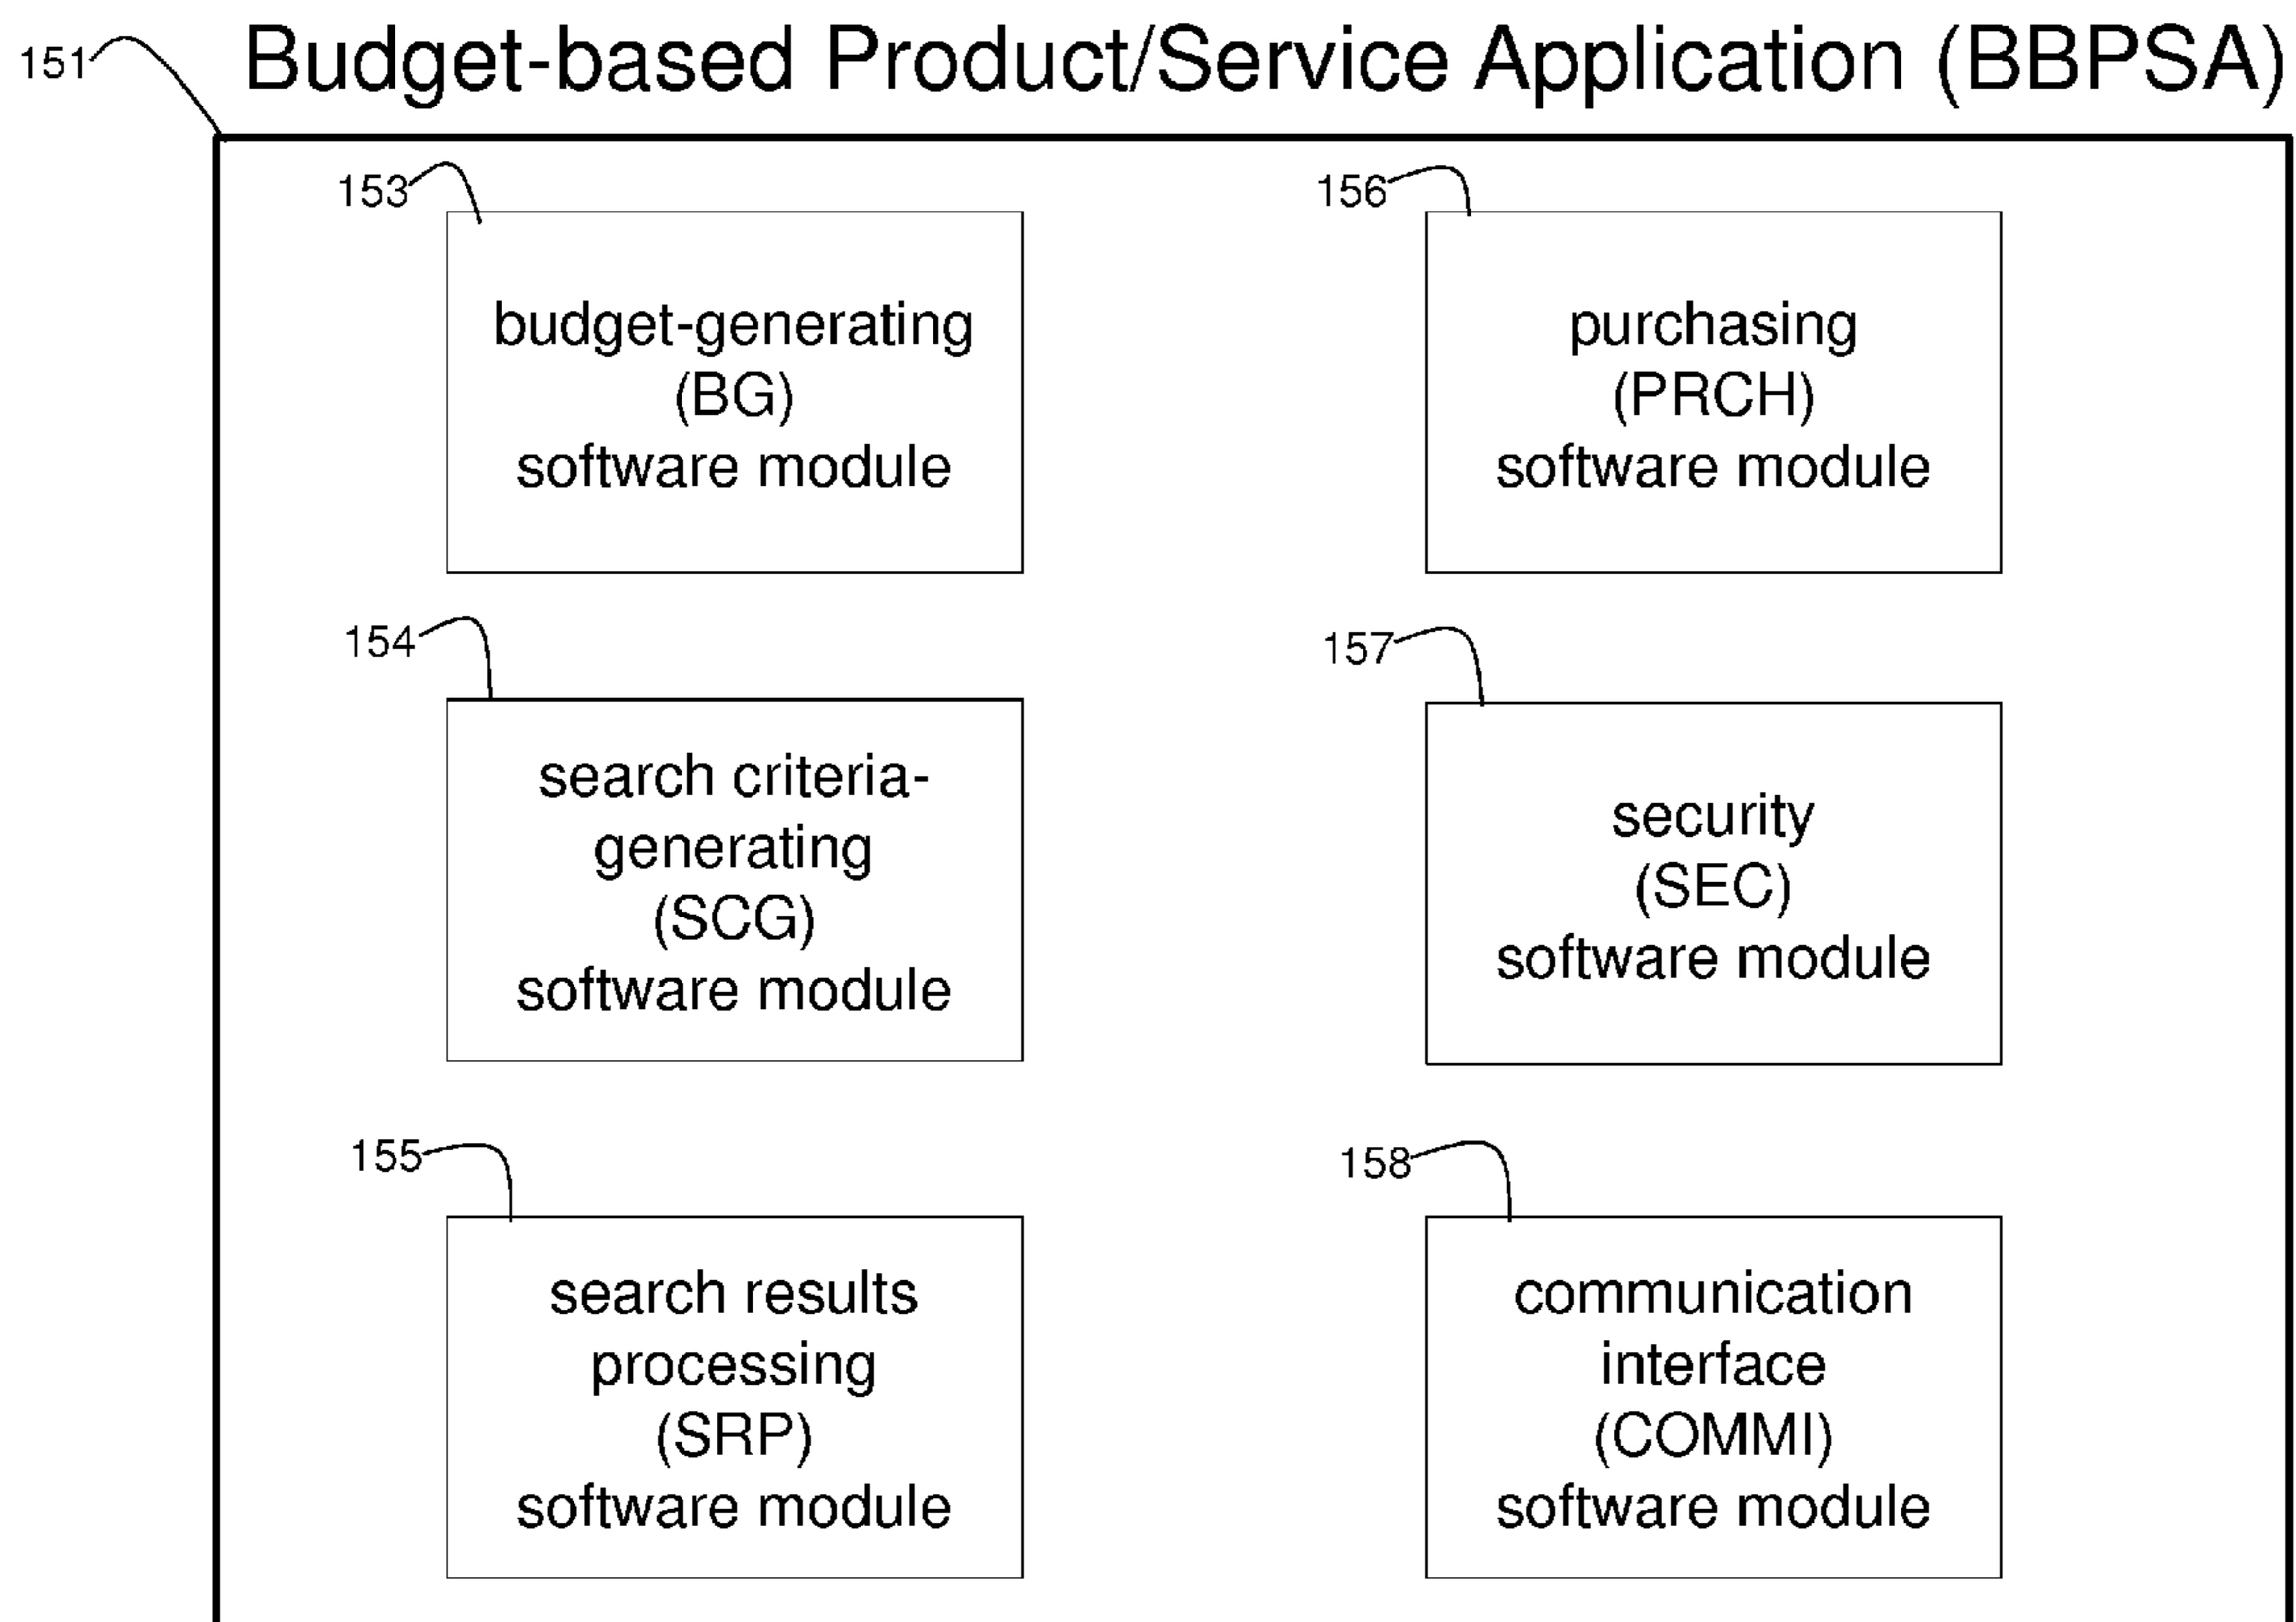 151
Budget-based Product/Service Application (BBPSA)
153
budget-generating
(BG)
software module
156
purchasing
(PRCH)
software module
154
search criteria-
generating
(SCG)
software module
157
security
(SEC)
software module
155
search results
processing
(SRP)
software module
158
communication
interface
(COMMI)
software module